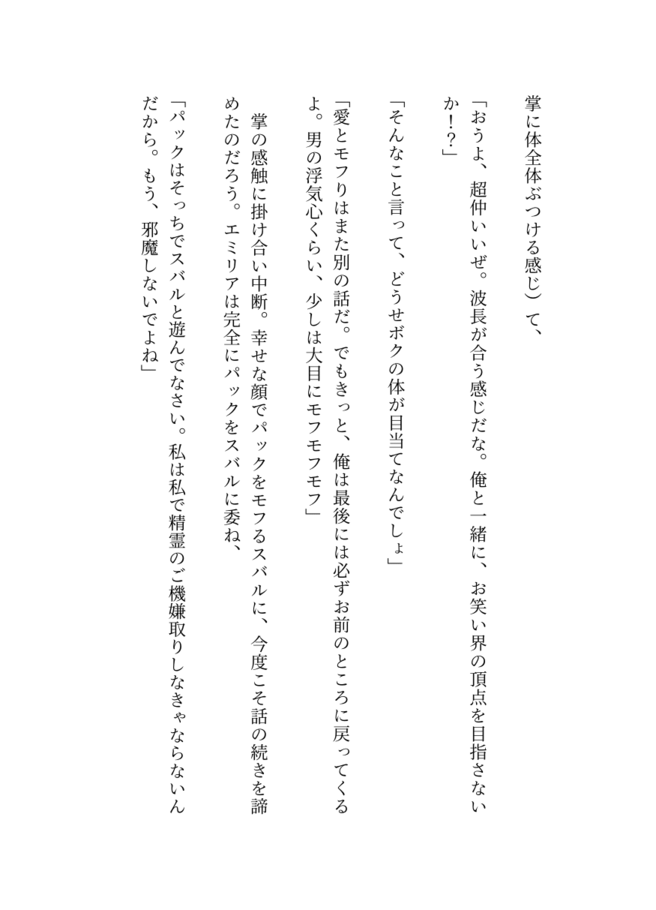 掌に体全体ぶつける感じ）て、
「おうよ、超仲いいぜ。波長が合う感じだな。俺と一緒に、お笑い界の頂点を目指さない
か！？」
「そんなこと言って、どうせボクの体が目当てなんでしょ」
「愛とモフりはまた別の話だ。でもきっと、俺は最後には必ずお前のところに戻ってくる
よ。男の浮気心くらい、少しは大目にモフモフモフ」
　掌の感触に掛け合い中断。幸せな顔でパックをモフるスバルに、今度こそ話の続きを諦
めたのだろう。エミリアは完全にパックをスバルに委ね、
「パックはそっちでスバルと遊んでなさい。私は私で精霊のご機嫌取りしなきゃならないん
だから。もう、邪魔しないでよね」